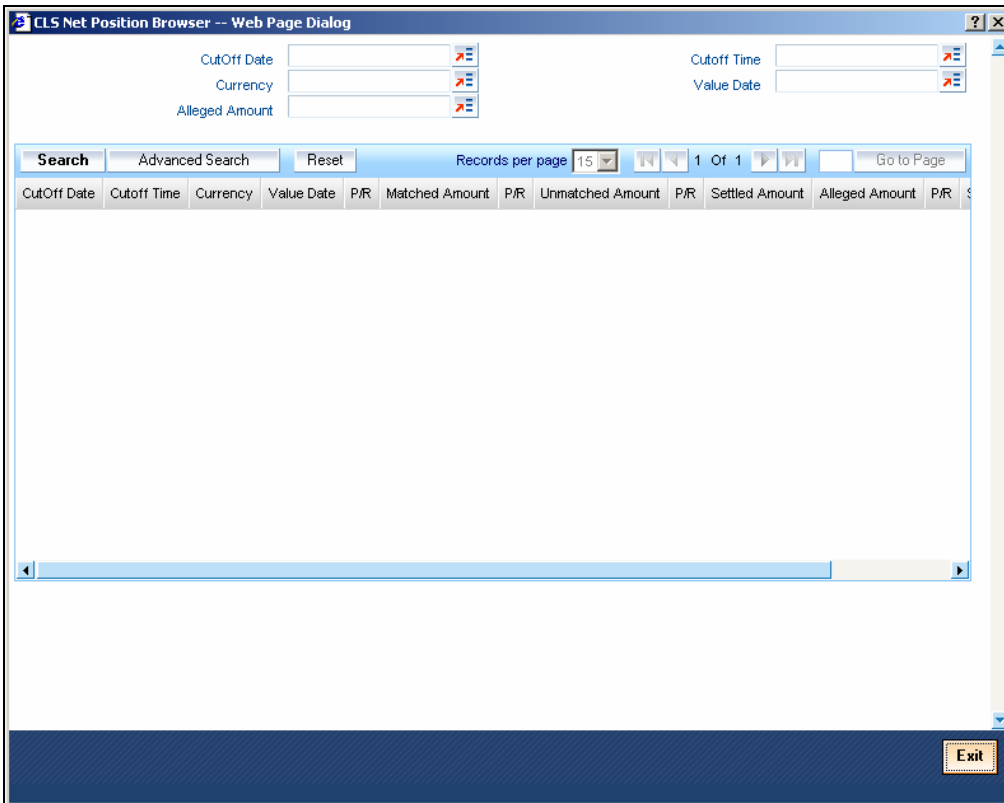 CLS Net Position Browser -- Web Page Dialog
CutOff Date
Cutoff Time
Currency
Value Date
Alleged Amount
Search Advanced Search Reset Records per page 15 1 Of 1 Go to Page
CutOff Date Cutoff Time Currency Value Date P/R Matched Amount P/R Unmatched Amount P/R Settled Amount Alleged Amount P/R
Exit